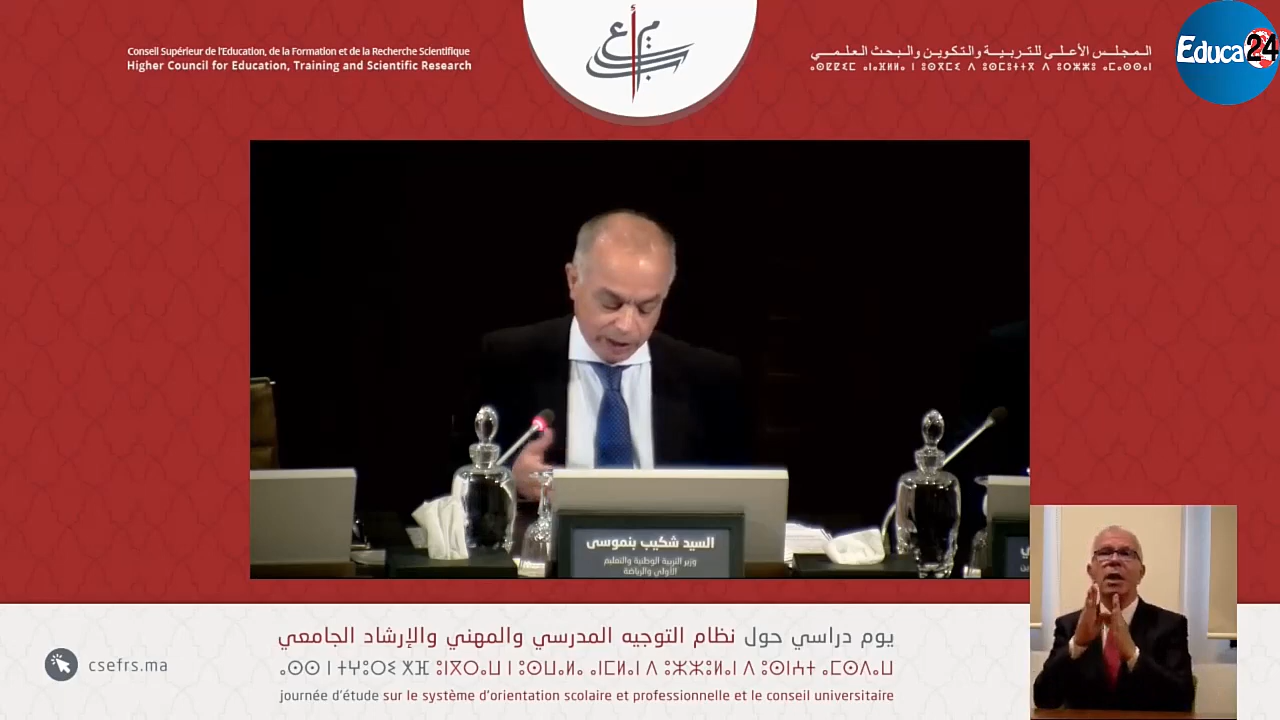 Conseil Supérieur de l'Education, de la Formation et de la Recherche Scientifique
Higher Council for Education, Training and Scientific Research
المجلس الأعلى للتربية والتكوين والبحث العلمي
Educa24
السيد شكيب بنموسى
وزير التربية الوطنية والتعليم
الأولي والرياضة
يوم دراسي حول نظام التوجيه المدرسي والمهني والإرشاد الجامعي
journée d'étude sur le système d'orientation scolaire et professionnelle et le conseil universitaire
csefrs.ma